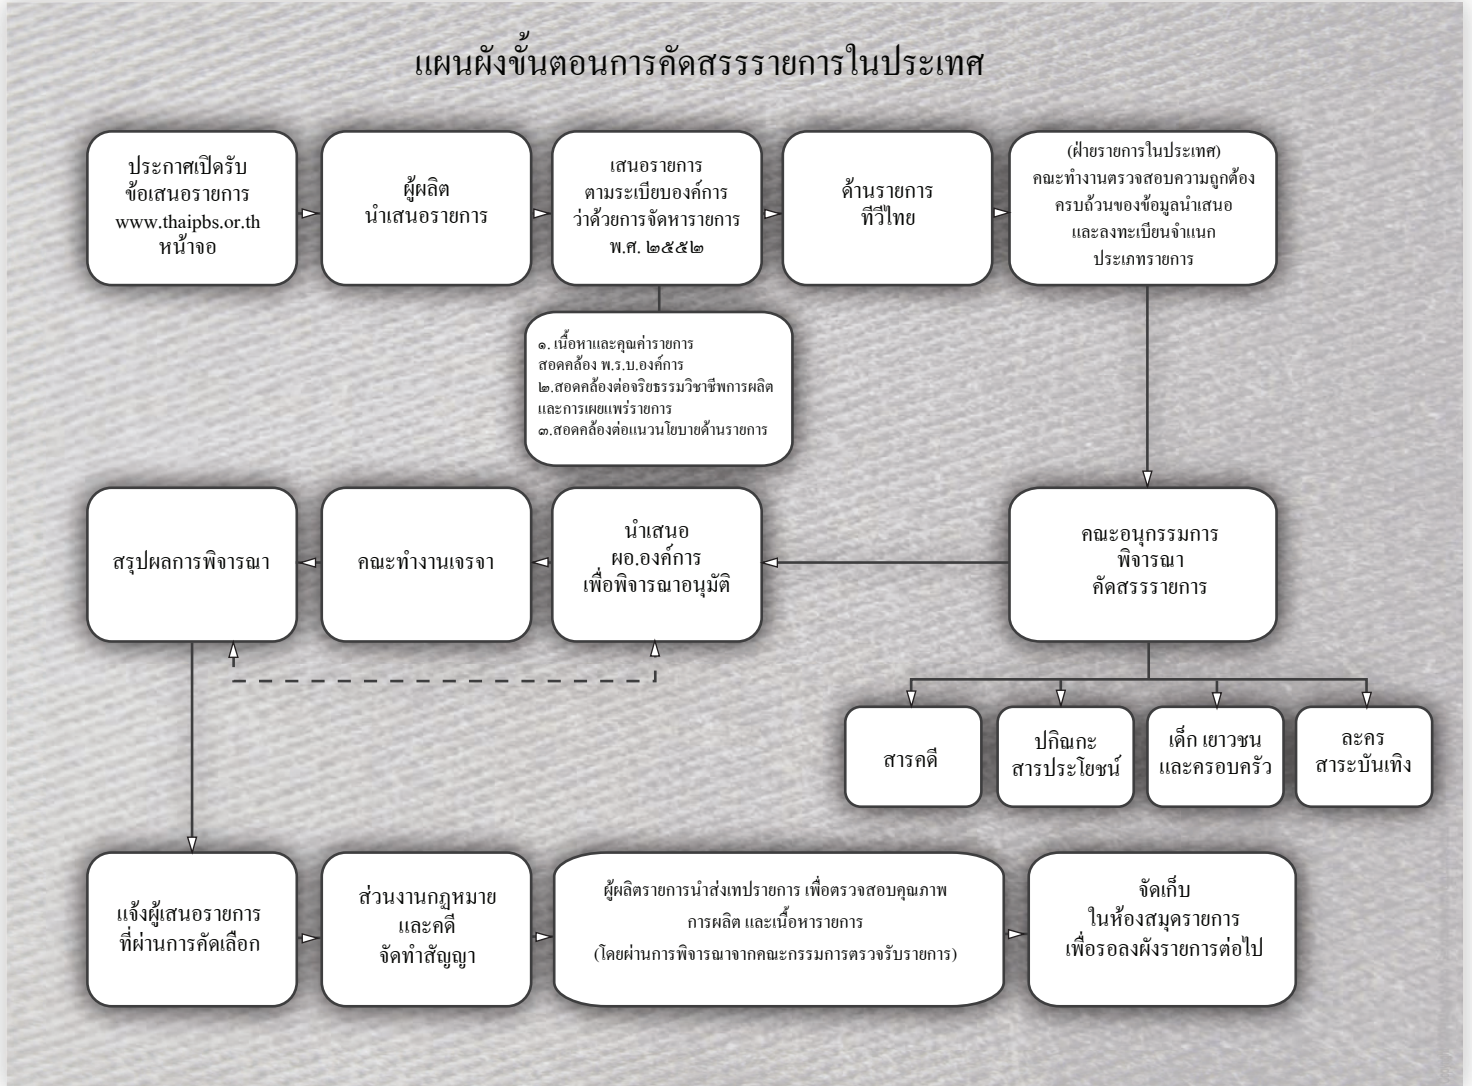 แผนผังขั้นตอนการคัดสรรรายการในประเทศ
ประกาศเปิดรับ
ข้อเสนอรายการ
www.thaipbs.or.th
หน้าจอ
ผู้ผลิต
นำเสนอรายการ
เสนอรายการ
ตามระเบียบองค์การ
ว่าด้วยการจัดหารายการ
พ.ศ. ๒๕๕๒
ด้านรายการ
ทีวีไทย
(ฝ่ายรายการในประเทศ)
คณะทำงานตรวจสอบความถูกต้อง
ครบถ้วนของข้อมูลนำเสนอ
และลงทะเบียนจำแนก
ประเภทรายการ
๑. เนื้อหาและคุณค่ารายการ
สอดคล้อง พ.ร.บ.องค์การ
๒.สอดคล้องต่อจริยธรรมวิชาชีพการผลิต
และการเผยแพร่รายการ
๓.สอดคล้องต่อแนวนโยบายด้านรายการ
สรุปผลการพิจารณา
คณะทำงานเจรจา
นำเสนอ
ผอ.องค์การ
เพื่อพิจารณาอนุมัติ
คณะอนุกรรมการ
พิจารณา
คัดสรรรายการ
สารคดี
ปกิณกะ
สารประโยชน์
เด็ก เยาวชน
และครอบครัว
ละคร
สาระบันเทิง
แจ้งผู้เสนอรายการ
ที่ผ่านการคัดเลือก
ส่วนงานกฎหมาย
และคดี
จัดทำสัญญา
ผู้ผลิตรายการนำส่งเทปรายการ เพื่อตรวจสอบคุณภาพ
การผลิต และเนื้อหารายการ
(โดยผ่านการพิจารณาจากคณะกรรมการตรวจรับรายการ)
จัดเก็บ
ในห้องสมุดรายการ
เพื่อรอลงผังรายการต่อไป